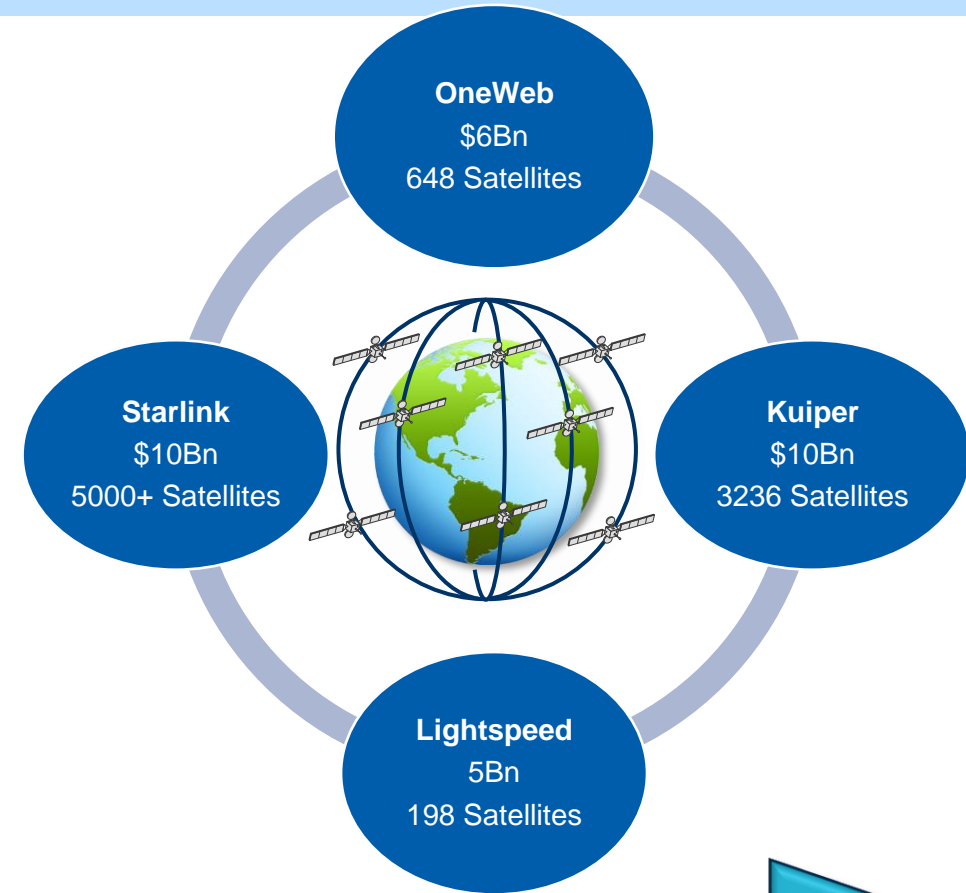 OneWeb
$6Bn
648 Satellites
Starlink
$10Bn
5000+ Satellites
Kuiper
$10Bn
3236 Satellites
Lightspeed
5Bn
198 Satellites